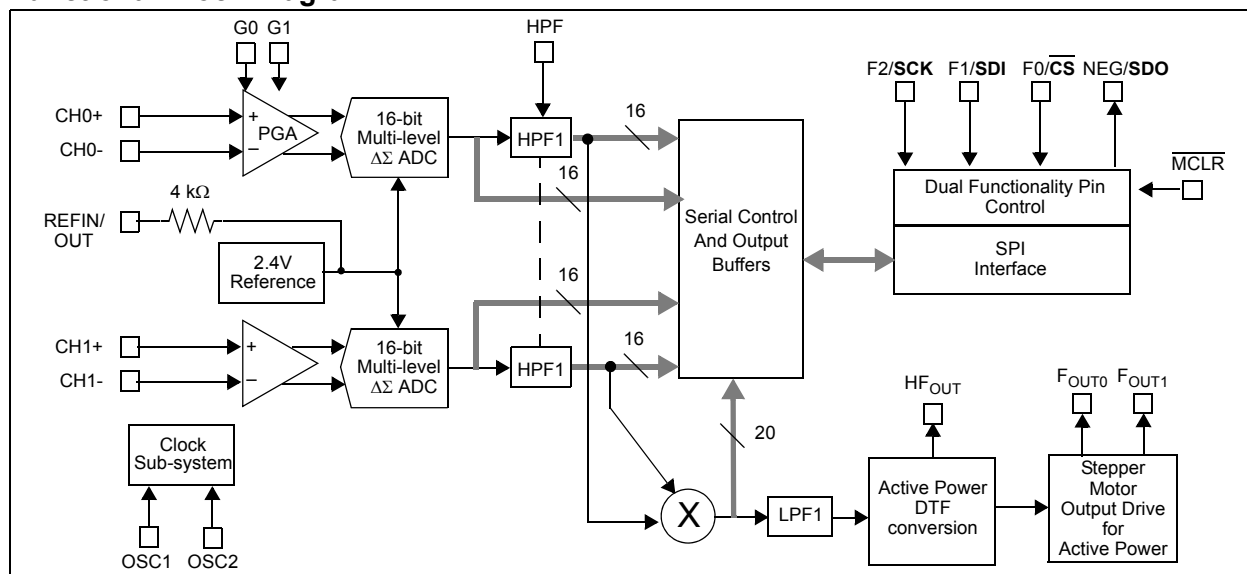 G0 G1
HPF
F2/SCK F1/SDI F0/CS NEG/SDO
CH0+
CH0-
+
−
PGA
16-bit
Multi-level
ΔΣ ADC
HPF1
16
16
MCLR
Dual Functionality Pin
Control
SPI
Interface
4 kΩ
REFIN/
OUT
2.4V
Reference
Serial Control
And Output
Buffers
16
16
CH1+
CH1-
+
−
16-bit
Multi-level
ΔΣ ADC
HPF1
20
HFOUT
FOUT0 FOUT1
Clock
Sub-system
OSC1 OSC2
X
LPF1
Active Power
DTF
conversion
Stepper
Motor
Output Drive
for
Active Power